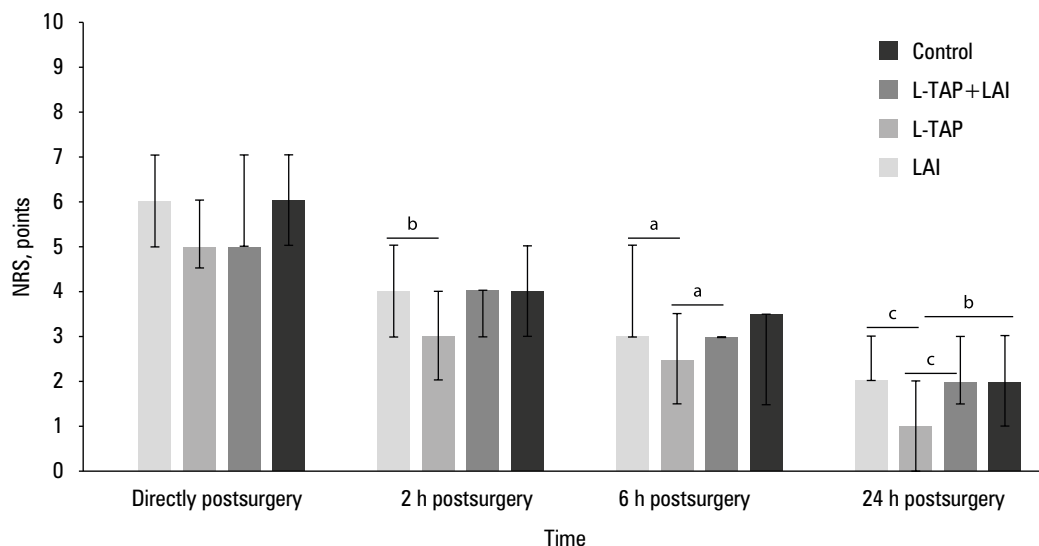 10
9
8
7
6
5
4
3
2
1
0
NRS, points
Control
L-TAP+LAI
L-TAP
LAI
b
a
a
c
b
c
Directly postsurgery
2 h postsurgery
6 h postsurgery
24 h postsurgery
Time